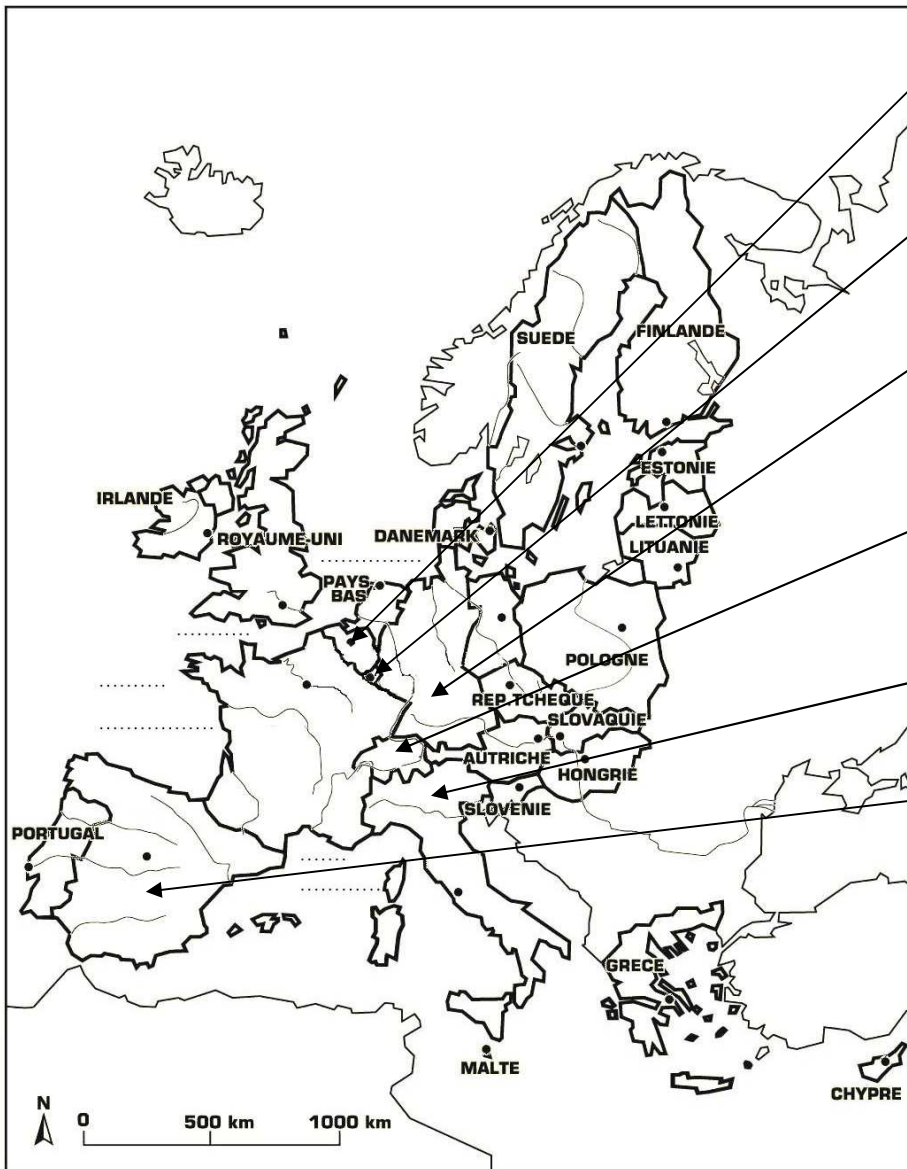 SUEDE
FINLANDE
ESTONIE
IRLANDE
LETTONIE
ROYAUME-UNI
DANEMARK
LITUANIE
PAYS
BAS
POLOGNE
REP.TCHEQUE
SLOVAQUIE
AUTRICHE
HONGRIE
SLOVENIE
PORTUGAL
GRECE
MALTE
CHYPRE
N
0 500 km 1000 km